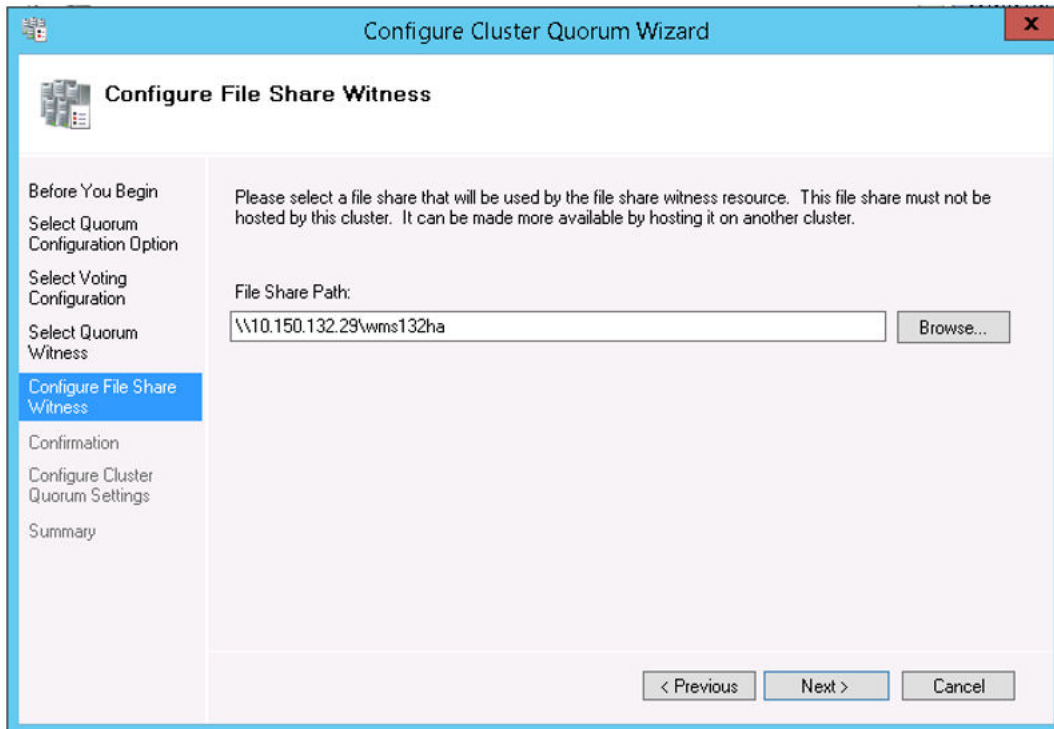 Configure Cluster Quorum Wizard
x
Configure File Share Witness
Before You Begin
Select Quorum
Configuration Option
Select Voting
Configuration
Select Quorum
Witness
Configure File Share
Witness
Confirmation
Configure Cluster
Quorum Settings
Summary
Please select a file share that will be used by the file share witness resource.  This file share must not be
hosted by this cluster.  It can be made more available by hosting it on another cluster.
File Share Path:
\\10.150.132.29\wms132ha
Browse...
< Previous
Next >
Cancel